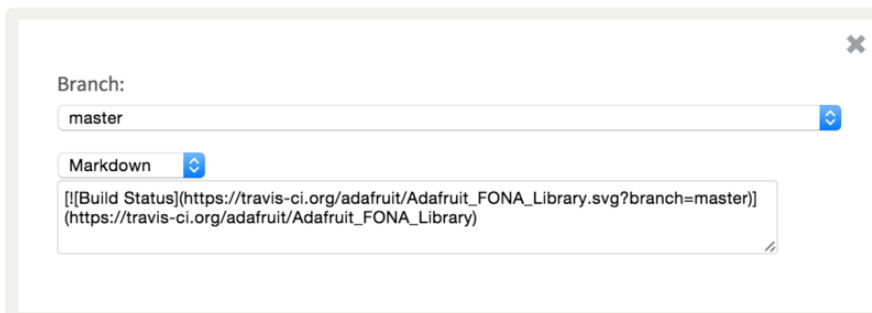 Branch:
master
Markdown
[![Build Status](https://travis-ci.org/adafruit/Adafruit_FONA_Library.svg?branch=master)]
(https://travis-ci.org/adafruit/Adafruit_FONA_Library)